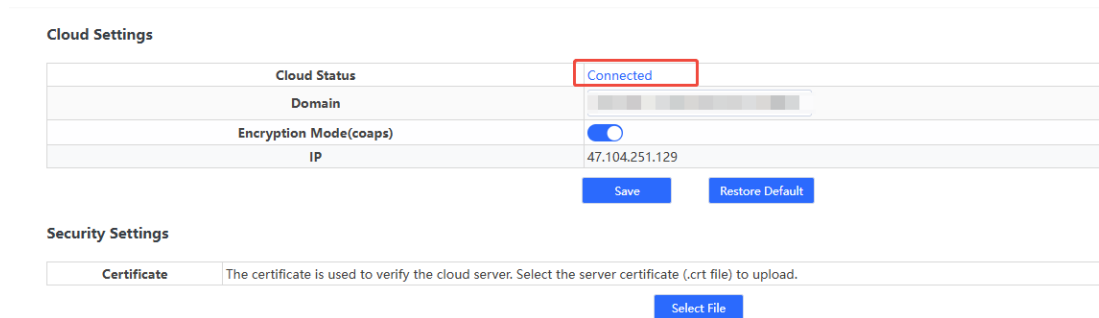 Cloud Settings
Cloud Status Connected
Domain
Encryption Mode(coaps)
IP 47.104.251.129
Save Restore Default
Security Settings
Certificate The certificate is used to verify the cloud server. Select the server certificate (.crt file) to upload.
Select File